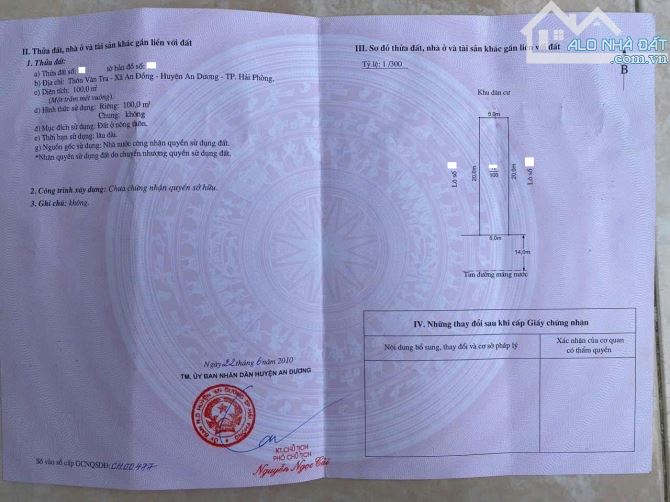 II. Thửa đất, nhà ở và tài sản khác gắn liền với đất
1. Thửa đất:
a) Thửa đất số: tờ bản đồ số:
b) Địa chỉ: Thôn Văn Tra - Xã An Đồng - Huyện An Dương - TP. Hải Phòng.
c) Diện tích: 100,0 m²
(Một trăm mét vuông).
d) Hình thức sử dụng: Riêng: 100,0 m²
Chung: không
đ) Mục đích sử dụng: Đất ở nông thôn.
e) Thời hạn sử dụng: lâu dài.
g) Nguồn gốc sử dụng: Nhà nước công nhận quyền sử dụng đất.
*Nhận quyền sử dụng đất do chuyển nhượng quyền sử dụng đất.
2. Công trình xây dựng: Chưa chứng nhận quyền sở hữu.
3. Ghi chú: không.
Ngày 22 tháng 6 năm 2010
TM. ỦY BAN NHÂN DÂN HUYỆN AN DƯƠNG
KT.CHỦ TỊCH
PHÓ CHỦ TỊCH
Nguyễn Ngọc Cải
Số vào sổ cấp GCNQSDĐ: CH00477
ALO NHÀ ĐẤT
III. Sơ đồ thửa đất, nhà ở và tài sản khác gắn liền với đất
Tỷ lệ 1/300
B
Khu dân cư
5.0m
Lô số
20,0m
100
20,0m
Lô số
5,0m
14,0m
Tim đường máng nước
IV. Những thay đổi sau khi cấp Giấy chứng nhận
Nội dung bổ sung, thay đổi và cơ sở pháp lý
Xác nhận của cơ quan
có thẩm quyền